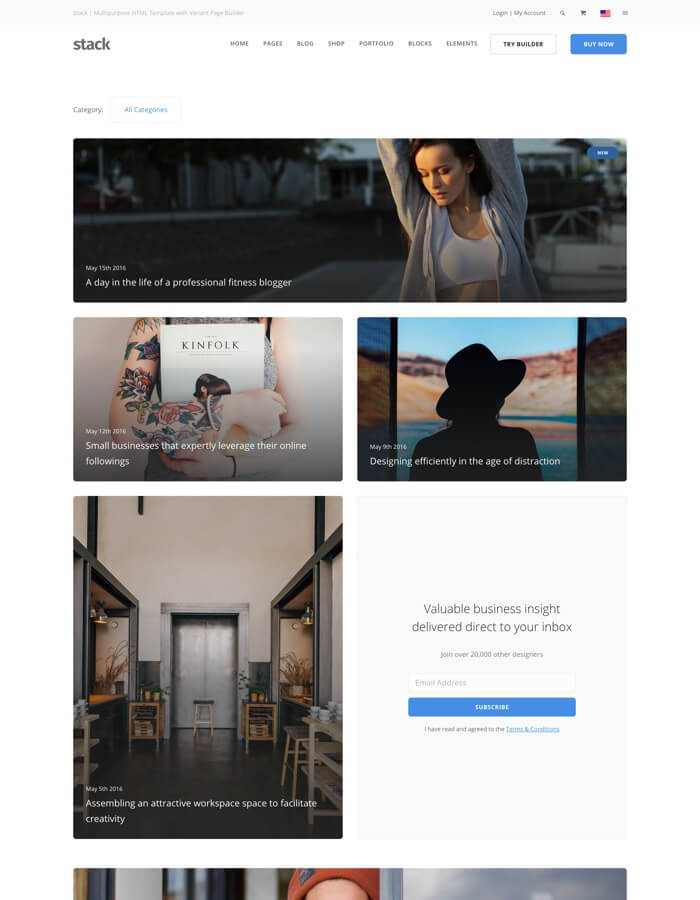 Stack | Multipurpose HTML Template with Variant Page Builder
Login | My Account
stack
HOME PAGES BLOG SHOP PORTFOLIO BLOCKS ELEMENTS TRY BUILDER BUY NOW
Category: All Categories
NEW
May 15th 2016
A day in the life of a professional fitness blogger
KINFOLK
May 12th 2016
Small businesses that expertly leverage their online
followings
May 9th 2016
Designing efficiently in the age of distraction
Valuable business insight
delivered direct to your inbox
Join over 20,000 other designers
Email Address
SUBSCRIBE
I have read and agreed to the Terms & Conditions
May 5th 2016
Assembling an attractive workspace space to facilitate
creativity